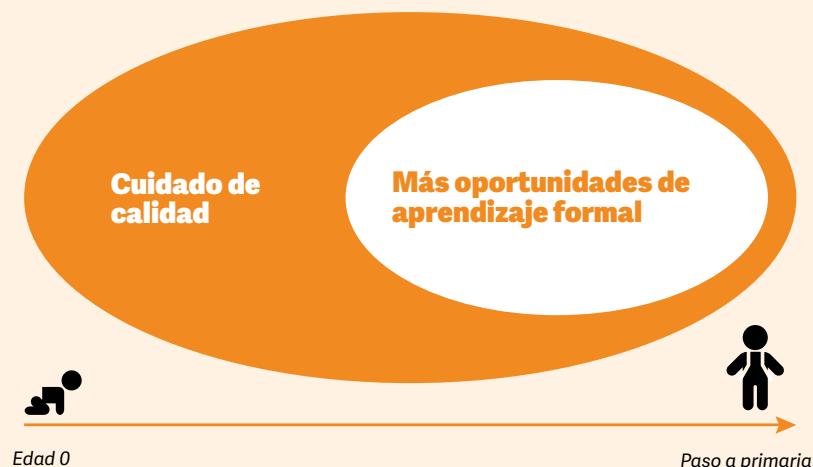 Cuidado de
calidad
Más oportunidades de
aprendizaje formal
Edad 0
Paso a primaria